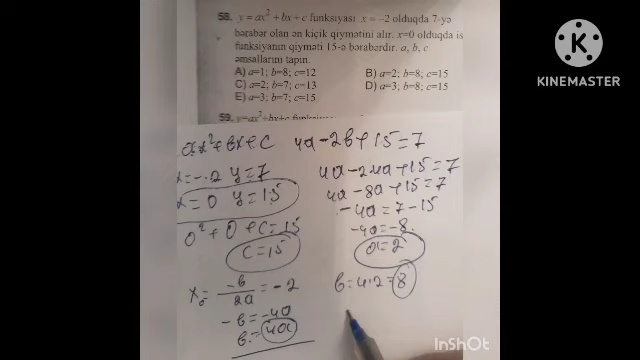 58. y = ax² + bx + c funksiyası x = −2 olduqda 7-yə
bərabər olan ən kiçik qiymətini alır. x=0 olduqda isə
funksiyanın qiyməti 15-ə bərabərdir. a, b, c
əmsallarını tapın.
A) a=1; b=8; c=12
B) a=2; b=8; c=15
C) a=2; b=7; c=13
D) a=3; b=8; c=15
E) a=3; b=7; c=15
59. y=ax²+bx+c
KINEMASTER
ax²+bx+c
x=-2 y=7
x=0 y=15
0²+0+c=15
c=15
x₀=-b/2a=-2
-b=-4a
b=4a
4a-2b+15=7
4a-2·4a+15=7
4a-8a+15=7
-4a=7-15
-4a=-8
a=2
b=4·2=8
InShOt